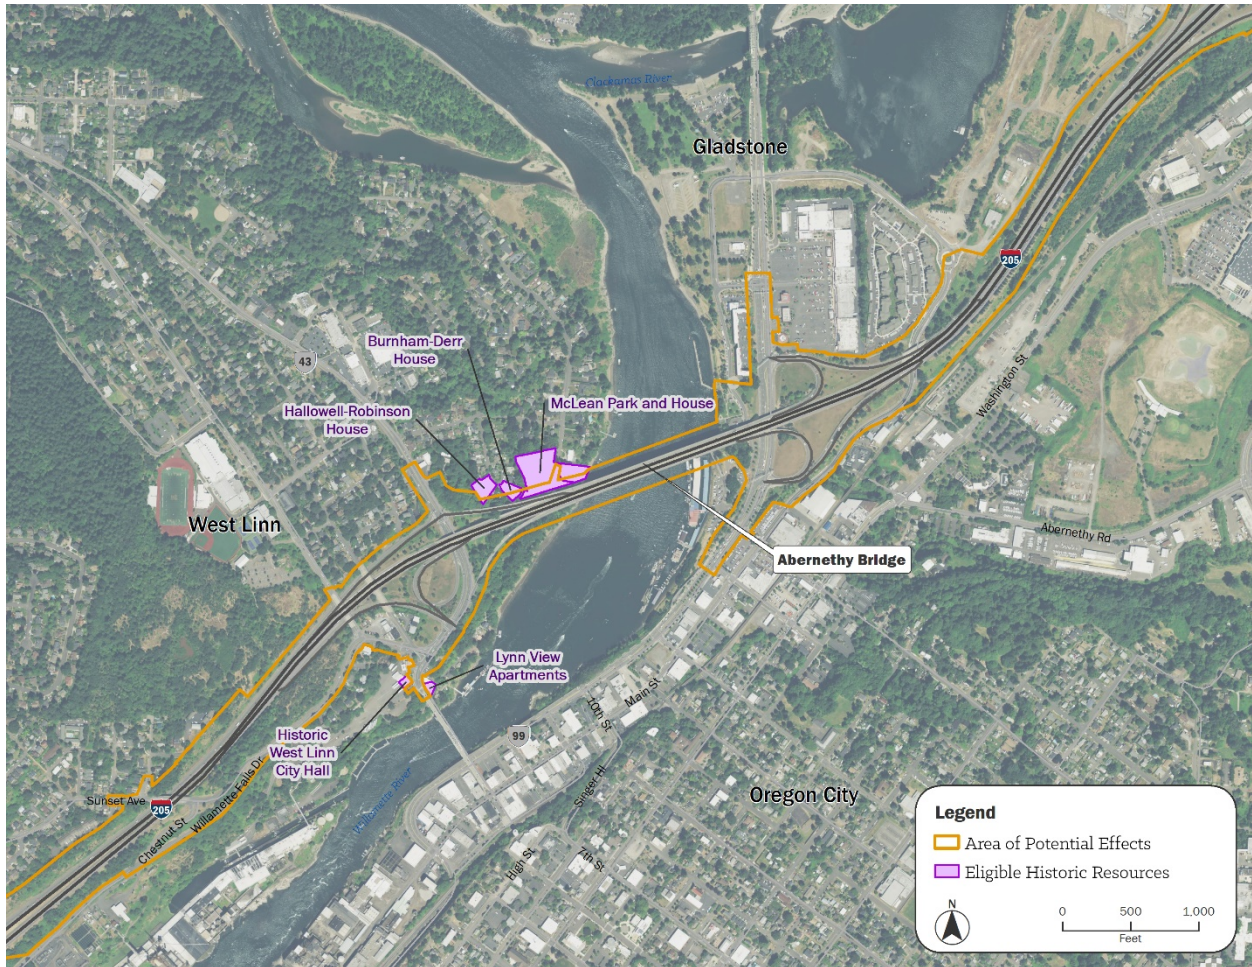 Clackamas River
Gladstone
205
Burnham-Derr
House
43
McLean Park and House
Hallowell-Robinson
House
Washington St
West Linn
Abernethy Rd
Abernethy Bridge
Lynn View
Apartments
Main St
10th St
99
Historic
West Linn
City Hall
Singer Hl
Willamette River
Oregon City
Sunset Ave
205
Willamette Falls Dr
Chestnut St
High St
7th St
Legend
Area of Potential Effects
Eligible Historic Resources
N
0 500 1,000
Feet